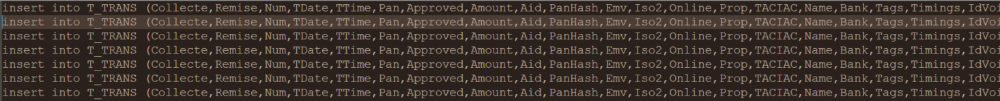 insert into T_TRANS (Collecte,Remise,Num,TDate,TTime,Pan,Approved,Amount,Aid,PanHash,Emv,Iso2,Online,Prop,TACIAC,Name,Bank,Tags,Timings,IdVoi
insert into T_TRANS (Collecte,Remise,Num,TDate,TTime,Pan,Approved,Amount,Aid,PanHash,Emv,Iso2,Online,Prop,TACIAC,Name,Bank,Tags,Timings,IdVoi
insert into T_TRANS (Collecte,Remise,Num,TDate,TTime,Pan,Approved,Amount,Aid,PanHash,Emv,Iso2,Online,Prop,TACIAC,Name,Bank,Tags,Timings,IdVoi
insert into T_TRANS (Collecte,Remise,Num,TDate,TTime,Pan,Approved,Amount,Aid,PanHash,Emv,Iso2,Online,Prop,TACIAC,Name,Bank,Tags,Timings,IdVoi
insert into T_TRANS (Collecte,Remise,Num,TDate,TTime,Pan,Approved,Amount,Aid,PanHash,Emv,Iso2,Online,Prop,TACIAC,Name,Bank,Tags,Timings,IdVoi
insert into T_TRANS (Collecte,Remise,Num,TDate,TTime,Pan,Approved,Amount,Aid,PanHash,Emv,Iso2,Online,Prop,TACIAC,Name,Bank,Tags,Timings,IdVoi
insert into T_TRANS (Collecte,Remise,Num,TDate,TTime,Pan,Approved,Amount,Aid,PanHash,Emv,Iso2,Online,Prop,TACIAC,Name,Bank,Tags,Timings,IdVoi